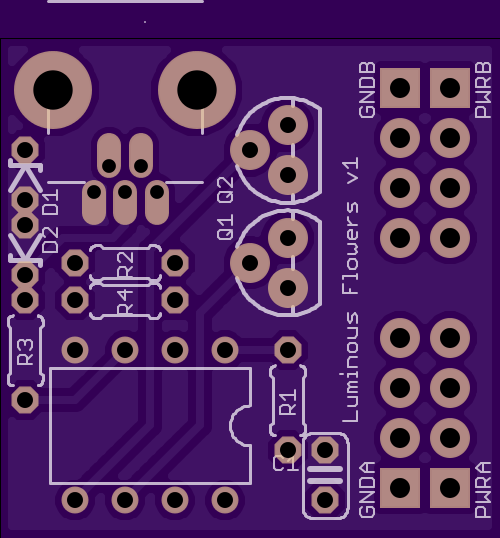 GNDB
PWRB
Q1 Q2
D1
D2
R2
R4
R3
R1
C1
Luminous Flowers v1
GNDA
PWRA